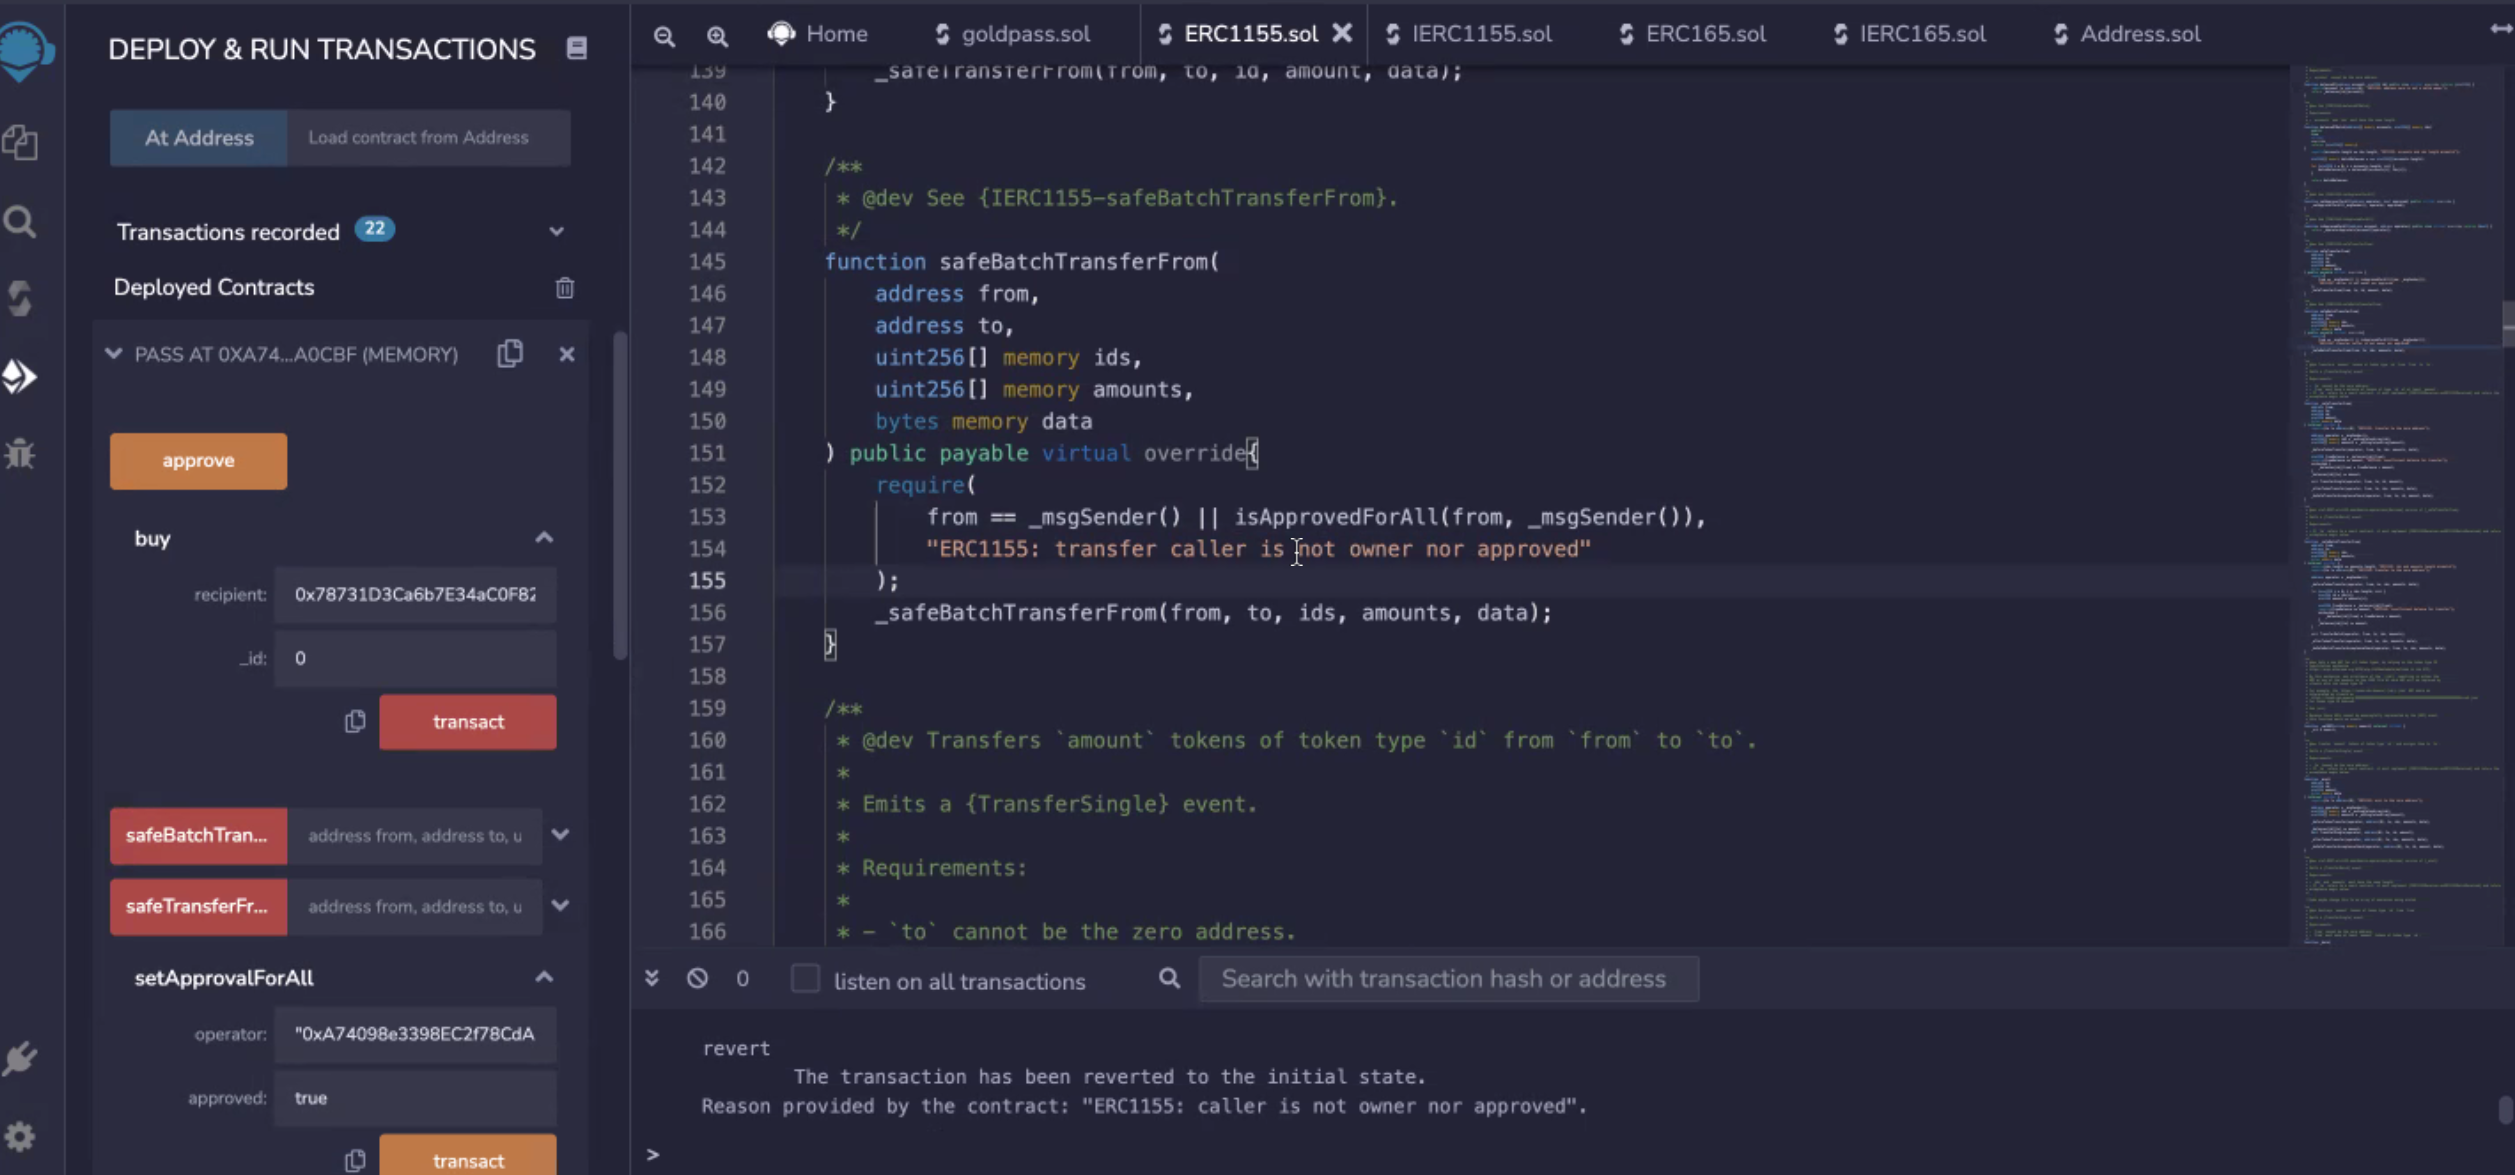 DEPLOY & RUN TRANSACTIONS
At Address
Load contract from Address
Transactions recorded 22
Deployed Contracts
PASS AT 0XA74...A0CBF (MEMORY)
approve
buy
recipient: 0x78731D3Ca6b7E34aC0F82
_id: 0
transact
safeBatchTran... address from, address to, u
safeTransferFr... address from, address to, u
setApprovalForAll
operator: "0xA74098e3398EC2f78CdA
approved: true
transact
Home goldpass.sol ERC1155.sol IERC1155.sol ERC165.sol IERC165.sol Address.sol
139 _safeTransferFrom(from, to, id, amount, data);
140 }
141
142 /**
143 * @dev See {IERC1155-safeBatchTransferFrom}.
144 */
145 function safeBatchTransferFrom(
146 address from,
147 address to,
148 uint256[] memory ids,
149 uint256[] memory amounts,
150 bytes memory data
151 ) public payable virtual override{
152 require(
153 from == _msgSender() || isApprovedForAll(from, _msgSender()),
154 "ERC1155: transfer caller is not owner nor approved"
155 );
156 _safeBatchTransferFrom(from, to, ids, amounts, data);
157 }
158
159 /**
160 * @dev Transfers `amount` tokens of token type `id` from `from` to `to`.
161 *
162 * Emits a {TransferSingle} event.
163 *
164 * Requirements:
165 *
166 * - `to` cannot be the zero address.
0 listen on all transactions Search with transaction hash or address
revert
The transaction has been reverted to the initial state.
Reason provided by the contract: "ERC1155: caller is not owner nor approved".
>